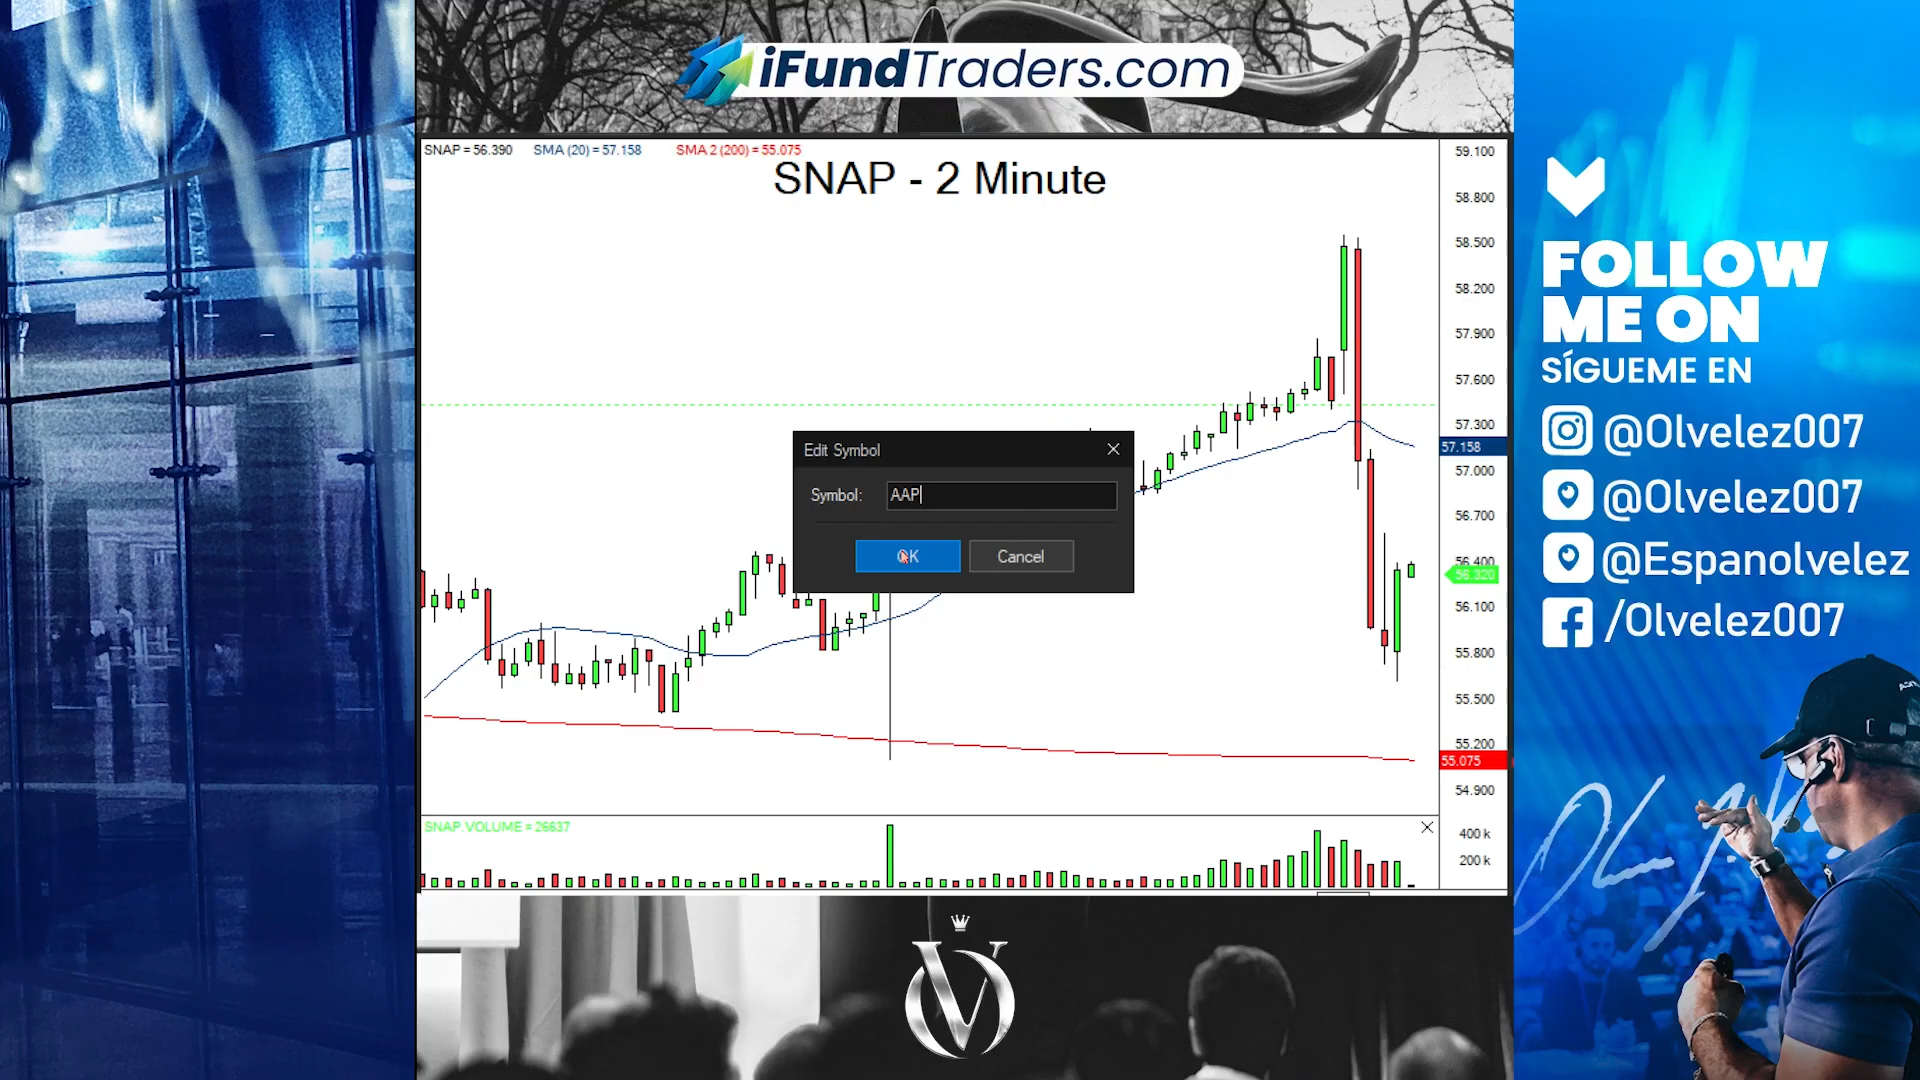 iFundTraders.com
SNAP = 56.390 SMA (20) = 57.158 SMA 2 (200) = 55.075
SNAP - 2 Minute
59.100
58.800
58.500
58.200
57.900
57.600
57.300
57.158
57.000
56.700
56.400
56.320
56.100
55.800
55.500
55.200
55.075
54.900
Edit Symbol
Symbol: AAP
OK Cancel
SNAP.VOLUME = 26637
400 k
200 k
OV
FOLLOW
ME ON
SÍGUEME EN
@Olvelez007
@Olvelez007
@Espanolvelez
/Olvelez007